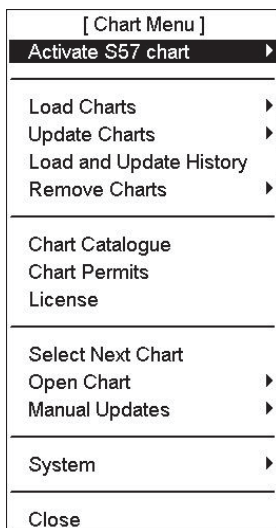 [ Chart Menu ]
Activate S57 chart
Load Charts
Update Charts
Load and Update History
Remove Charts
Chart Catalogue
Chart Permits
License
Select Next Chart
Open Chart
Manual Updates
System
Close